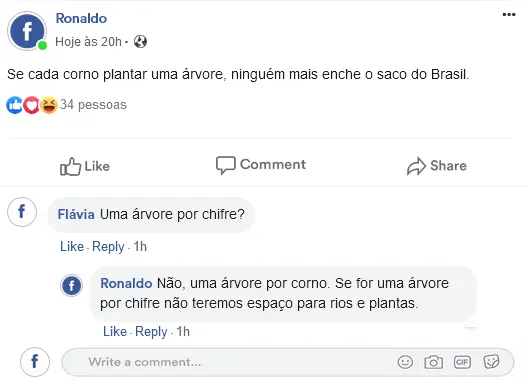 Ronaldo
Hoje às 20h ·
Se cada corno plantar uma árvore, ninguém mais enche o saco do Brasil.
34 pessoas
Like Comment Share
Flávia Uma árvore por chifre?
Like · Reply · 1h
Ronaldo Não, uma árvore por corno. Se for uma árvore
por chifre não teremos espaço para rios e plantas.
Like · Reply · 1h
Write a comment...
GIF